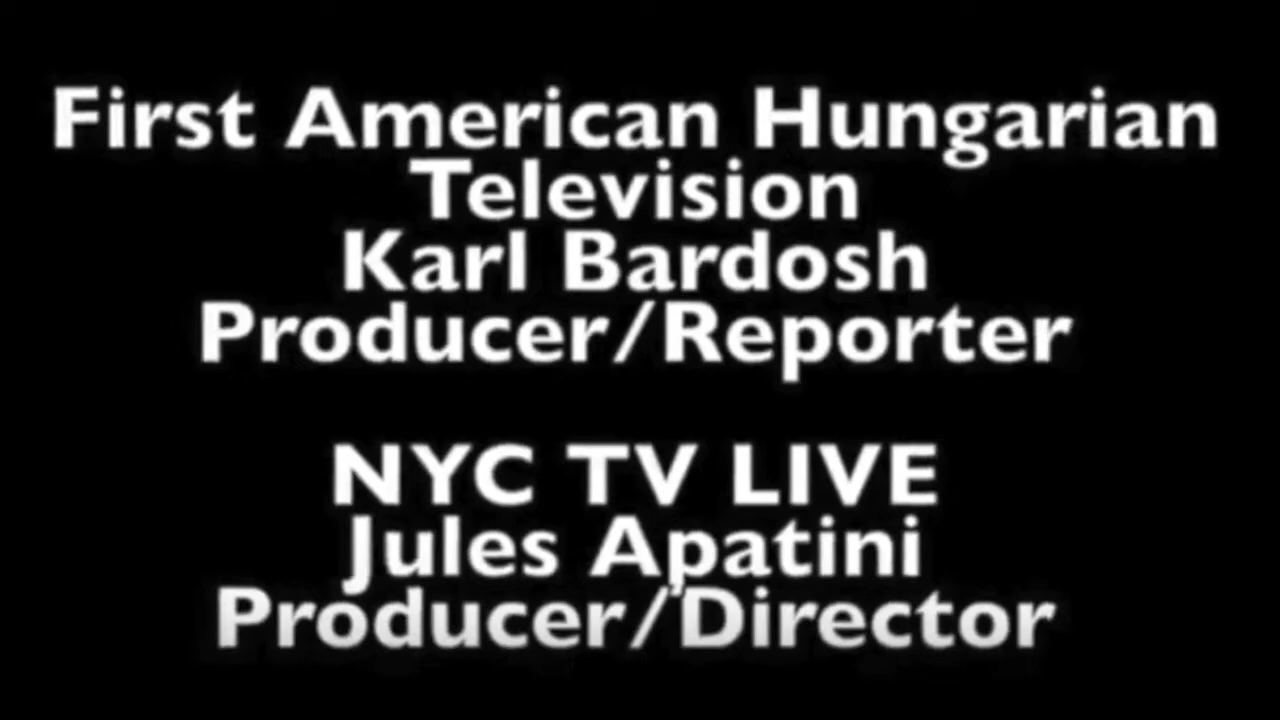 First American Hungarian
Television
Karl Bardosh
Producer/Reporter
NYC TV LIVE
Jules Apatini
Producer/Director